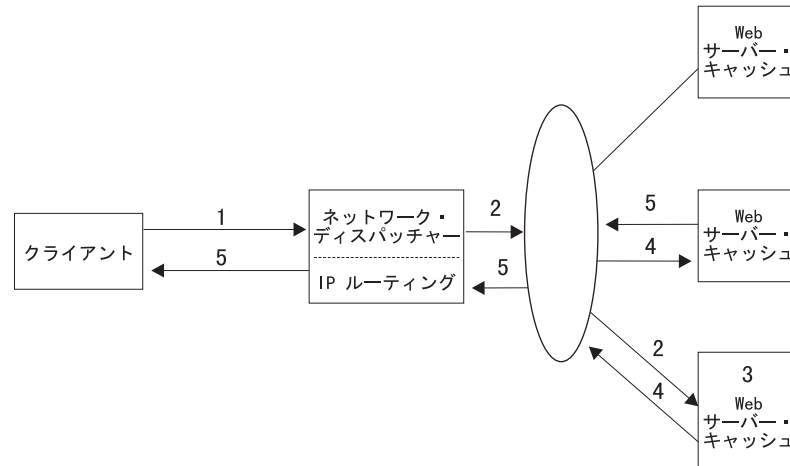 Web
サーバー・
キャッシュ
1
ネットワーク・
ディスパッチャー
2
5
Web
サーバー・
キャッシュ
クライアント
5
IP ルーティング
5
4
2
4
3
Web
サーバー・
キャッシュ